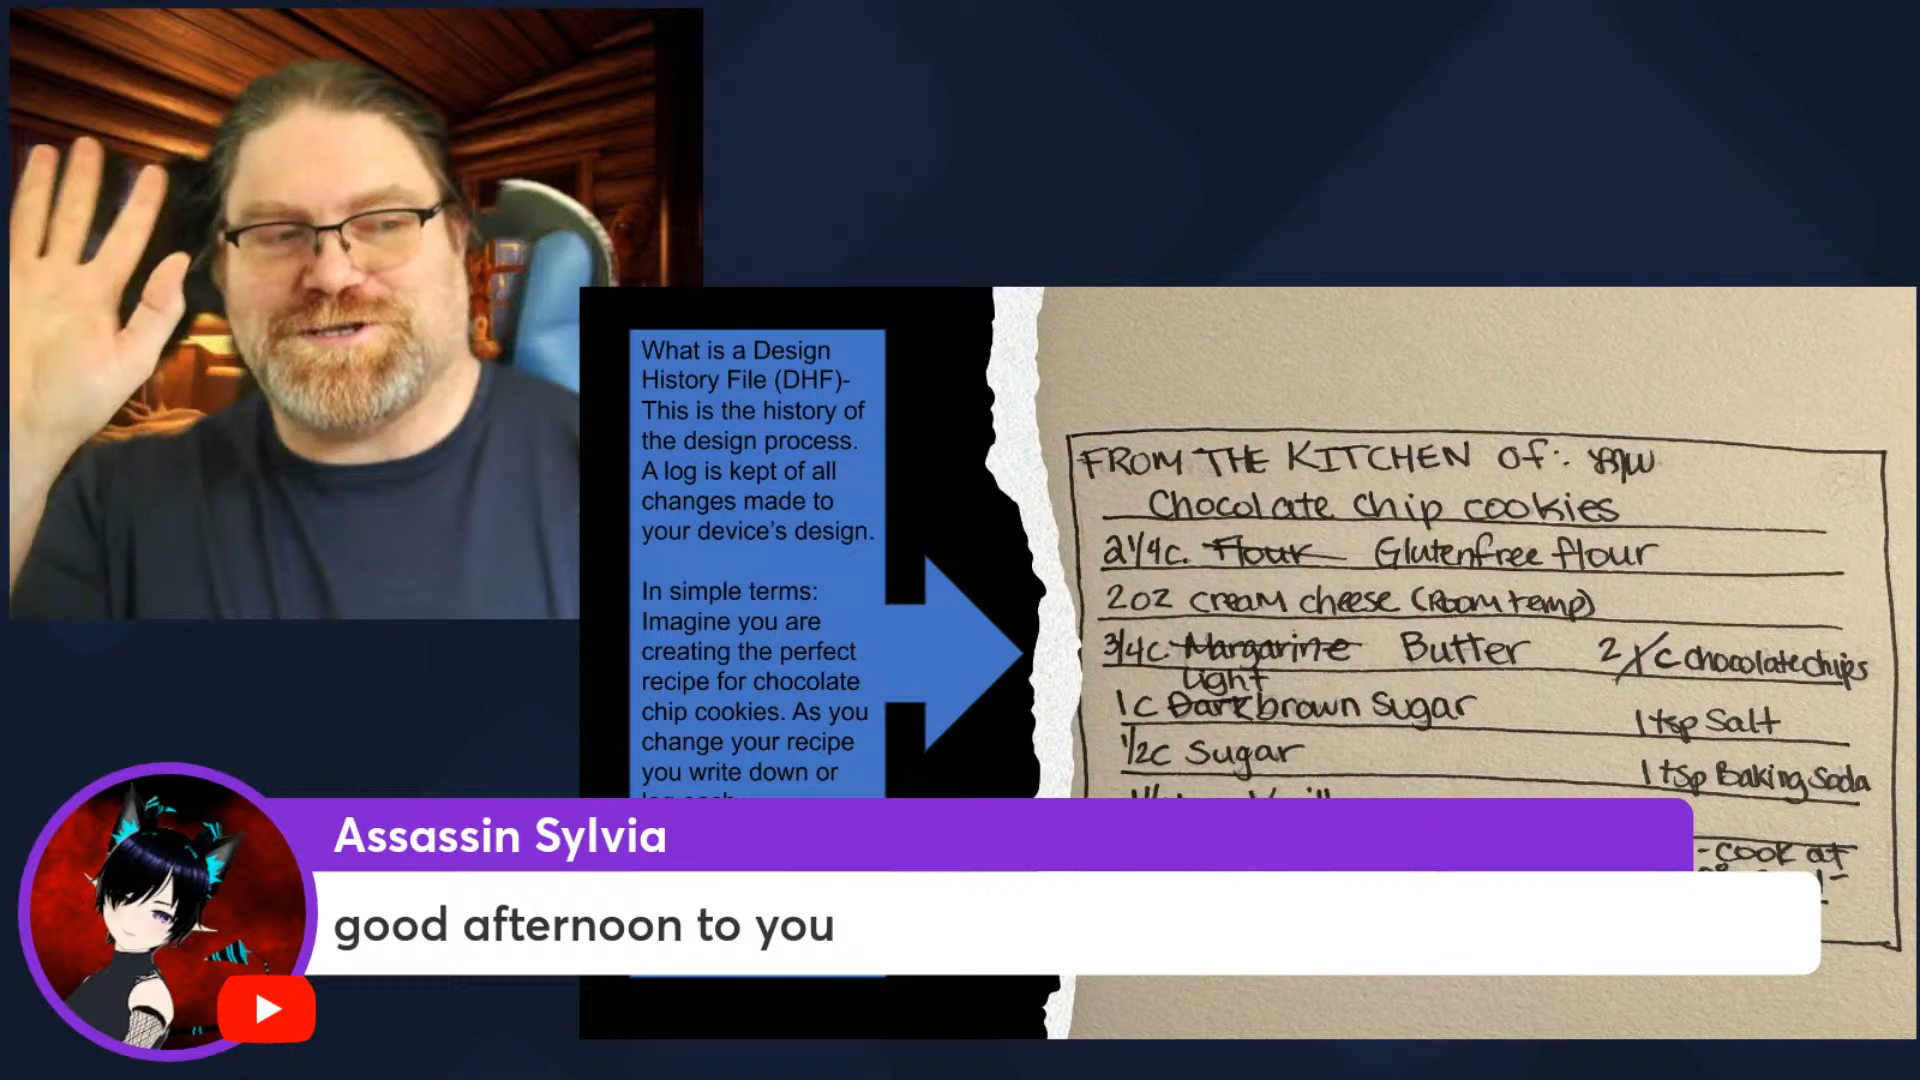 What is a Design
History File (DHF)-
This is the history of
the design process.
A log is kept of all
changes made to
your device's design.
In simple terms:
Imagine you are
creating the perfect
recipe for chocolate
chip cookies. As you
change your recipe
you write down or
FROM THE KITCHEN OF:
Chocolate chip cookies
2 1/4c. Flour Glutenfree flour
2oz cream cheese (Room temp)
3/4c. Margarine Butter
2 c chocolate chips
Light
1c Dark brown sugar
1 tsp Salt
1/2c Sugar
1 tsp Baking Soda
-cook at
Assassin Sylvia
good afternoon to you